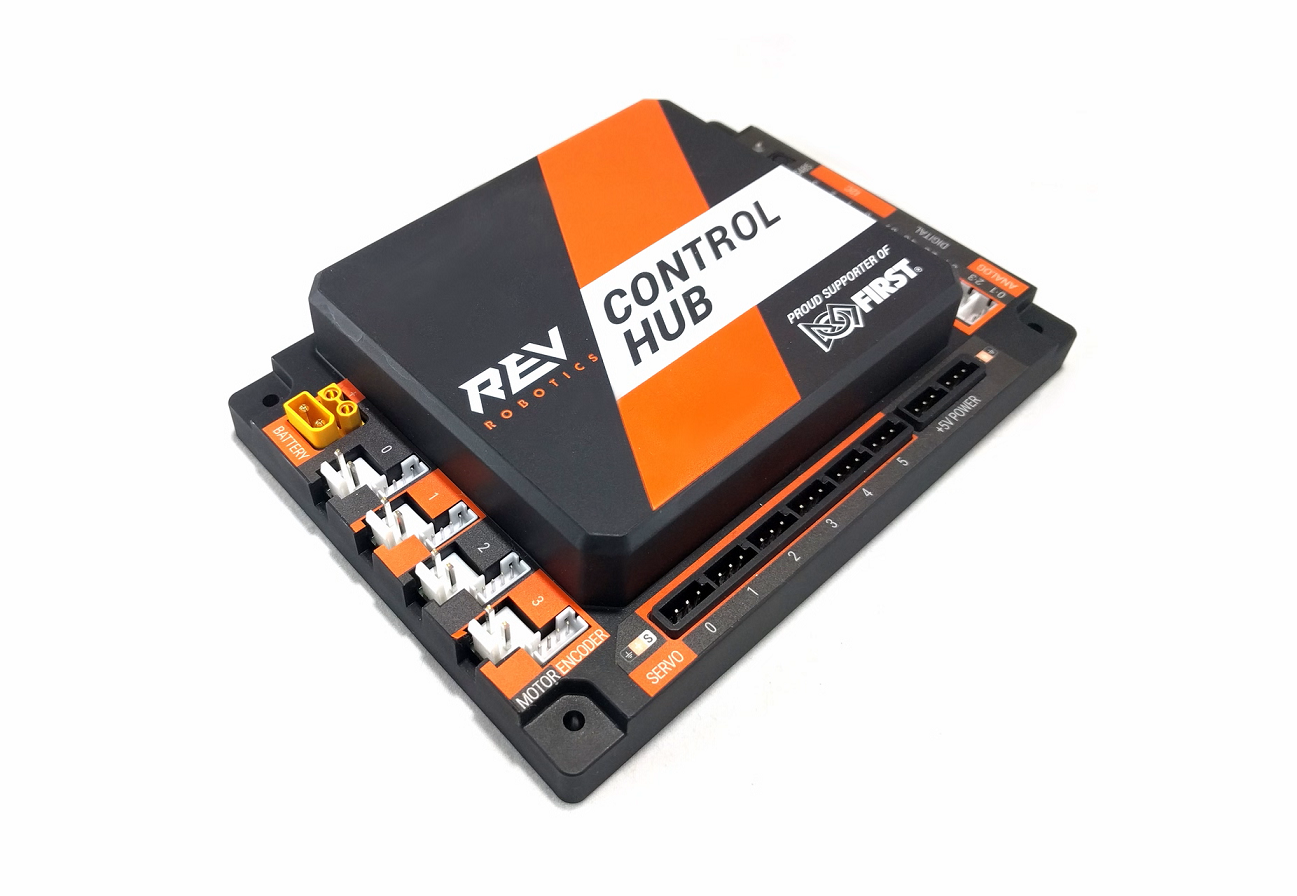 CONTROL
HUB
REV
ROBOTICS
PROUD SUPPORTER OF
FIRST®
BATTERY
0
1
2
3
MOTOR ENCODER
S
SERVO
0
1
2
3
4
5
+5V POWER
I2C
DIGITAL
ANALOG
0-1 2-3